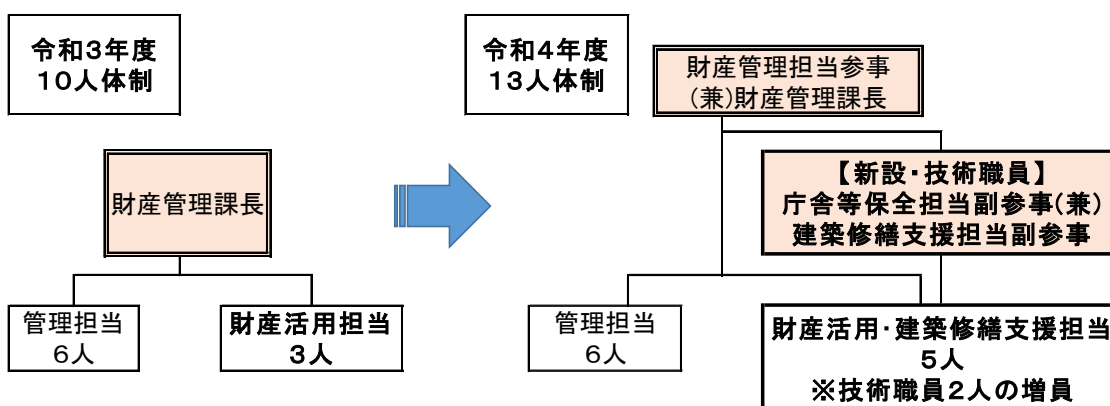 令和3年度
10人体制
財産管理課長
管理担当
6人
財産活用担当
3人
令和4年度
13人体制
財産管理担当参事
(兼)財産管理課長
【新設・技術職員】
庁舎等保全担当副参事(兼)
建築修繕支援担当副参事
管理担当
6人
財産活用・建築修繕支援担当
5人
※技術職員2人の増員